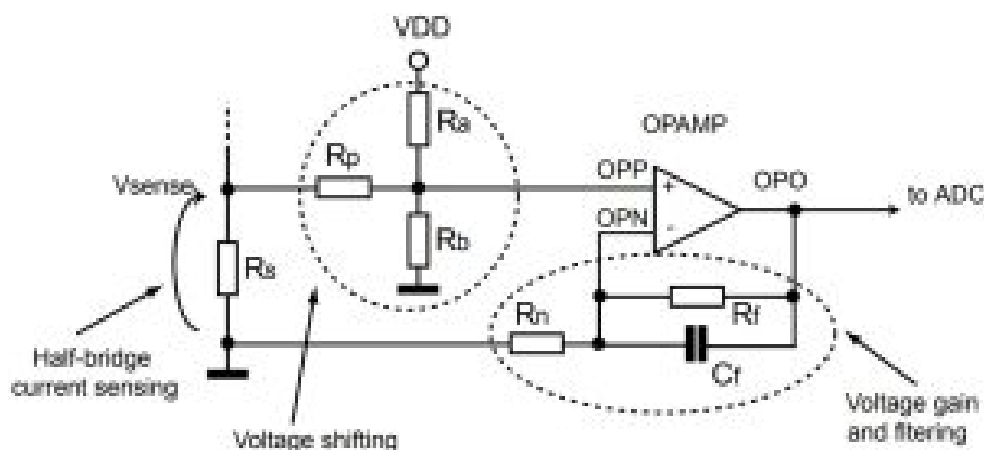 VDD
Ra
OPAMP
Rp
OPP
+
OPO
Vsense
to ADC
OPN
-
Rb
Rs
Rn
Rf
Cf
Half-bridge
current sensing
Voltage shifting
Voltage gain
and filtering